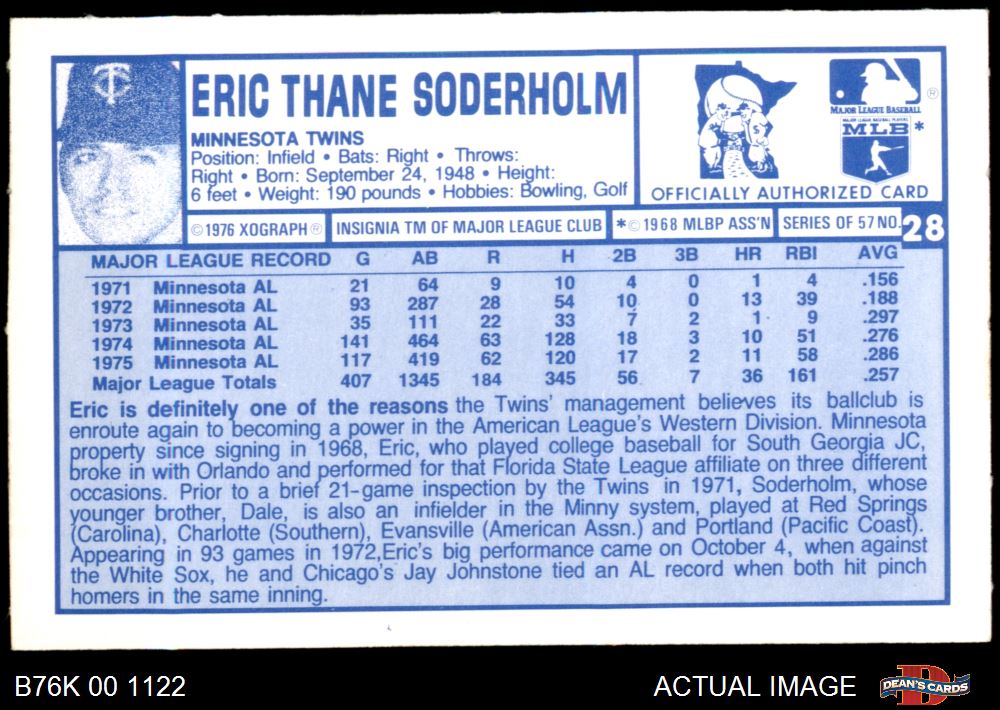 ERIC THANE SODERHOLM
MINNESOTA TWINS
Position: Infield • Bats: Right • Throws:
Right • Born: September 24, 1948 • Height:
6 feet • Weight: 190 pounds • Hobbies: Bowling, Golf
TC
®
MAJOR LEAGUE BASEBALL
MAJOR LEAGUE BASEBALL PLAYERS
MLB *
OFFICIALLY AUTHORIZED CARD
© 1976 XOGRAPH ® INSIGNIA TM OF MAJOR LEAGUE CLUB *© 1968 MLBP ASS'N SERIES OF 57 NO. 28
MAJOR LEAGUE RECORD G AB R H 2B 3B HR RBI AVG
1971 Minnesota AL 21 64 9 10 4 0 1 4 .156
1972 Minnesota AL 93 287 28 54 10 0 13 39 .188
1973 Minnesota AL 35 111 22 33 7 2 1 9 .297
1974 Minnesota AL 141 464 63 128 18 3 10 51 .276
1975 Minnesota AL 117 419 62 120 17 2 11 58 .286
Major League Totals 407 1345 184 345 56 7 36 161 .257
Eric is definitely one of the reasons the Twins' management believes its ballclub is
enroute again to becoming a power in the American League's Western Division. Minnesota
property since signing in 1968, Eric, who played college baseball for South Georgia JC,
broke in with Orlando and performed for that Florida State League affiliate on three different
occasions. Prior to a brief 21-game inspection by the Twins in 1971, Soderholm, whose
younger brother, Dale, is also an infielder in the Minny system, played at Red Springs
(Carolina), Charlotte (Southern), Evansville (American Assn.) and Portland (Pacific Coast).
Appearing in 93 games in 1972,Eric's big performance came on October 4, when against
the White Sox, he and Chicago's Jay Johnstone tied an AL record when both hit pinch
homers in the same inning.
B76K 00 1122
ACTUAL IMAGE
D
DEAN'S CARDS